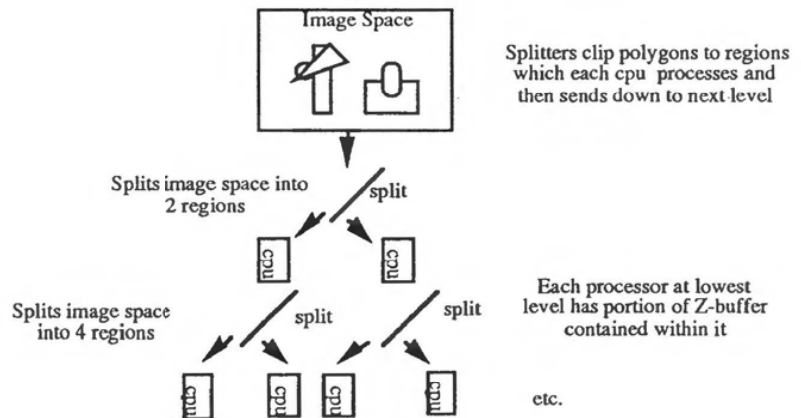 Image Space
Splitters clip polygons to regions
which each cpu processes and
then sends down to next level
Splits image space into
2 regions
split
cpu
cpu
Each processor at lowest
level has portion of Z-buffer
contained within it
Splits image space
into 4 regions
split
split
cpu
cpu
cpu
cpu
etc.